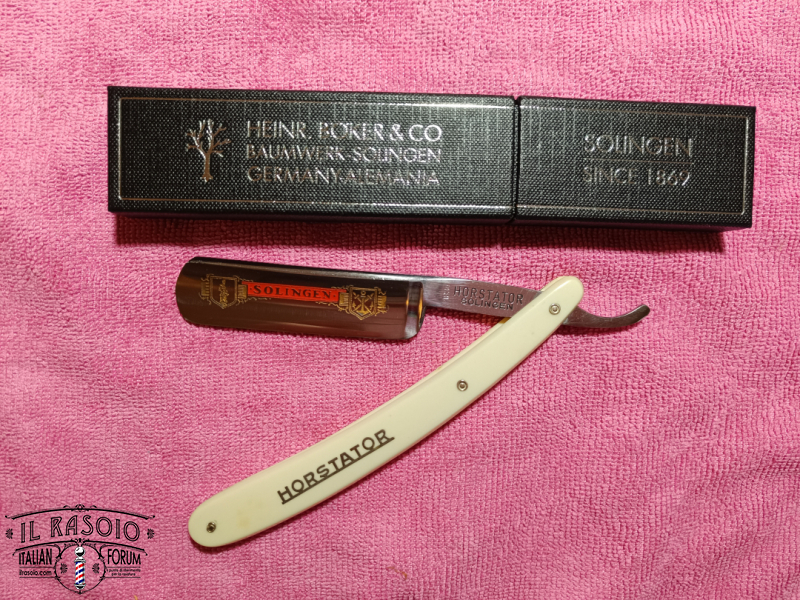 HEINR. BÖKER & CO
BAUMWERK·SOLINGEN
GERMANY/ALEMANIA
SOLINGEN
SINCE 1869
SOLINGEN
HORSTATOR
SOLINGEN
HORSTATOR
IL RASOIO
ITALIAN FORUM
ilrasoio.com